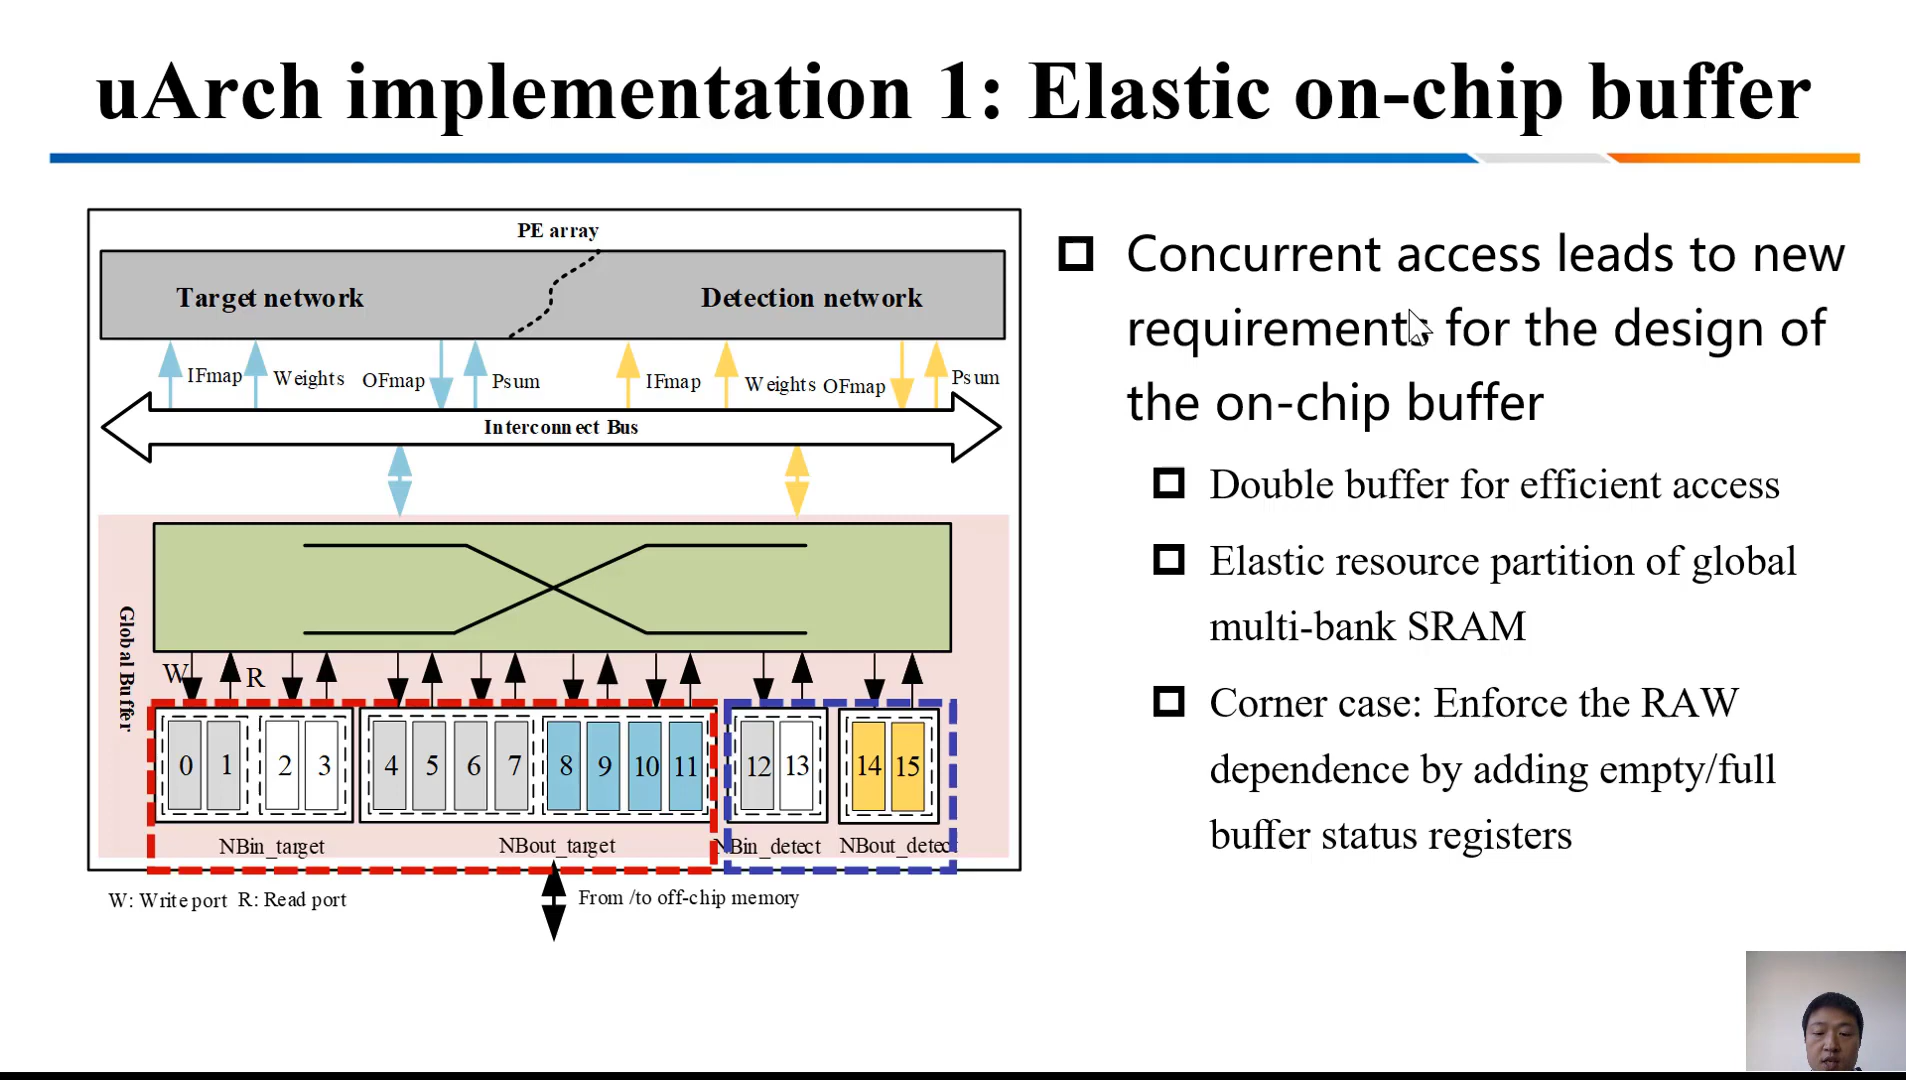 uArch implementation 1: Elastic on-chip buffer
PE array
Target network
Detection network
IFmap
Weights
OFmap
Psum
IFmap
Weights
OFmap
Psum
Interconnect Bus
Global Buffer
W
R
0
1
2
3
4
5
6
7
8
9
10
11
12
13
14
15
NBin_target
NBout_target
NBin_detect
NBout_detect
W: Write port R: Read port
From /to off-chip memory
Concurrent access leads to new
requirements for the design of
the on-chip buffer
Double buffer for efficient access
Elastic resource partition of global
multi-bank SRAM
Corner case: Enforce the RAW
dependence by adding empty/full
buffer status registers